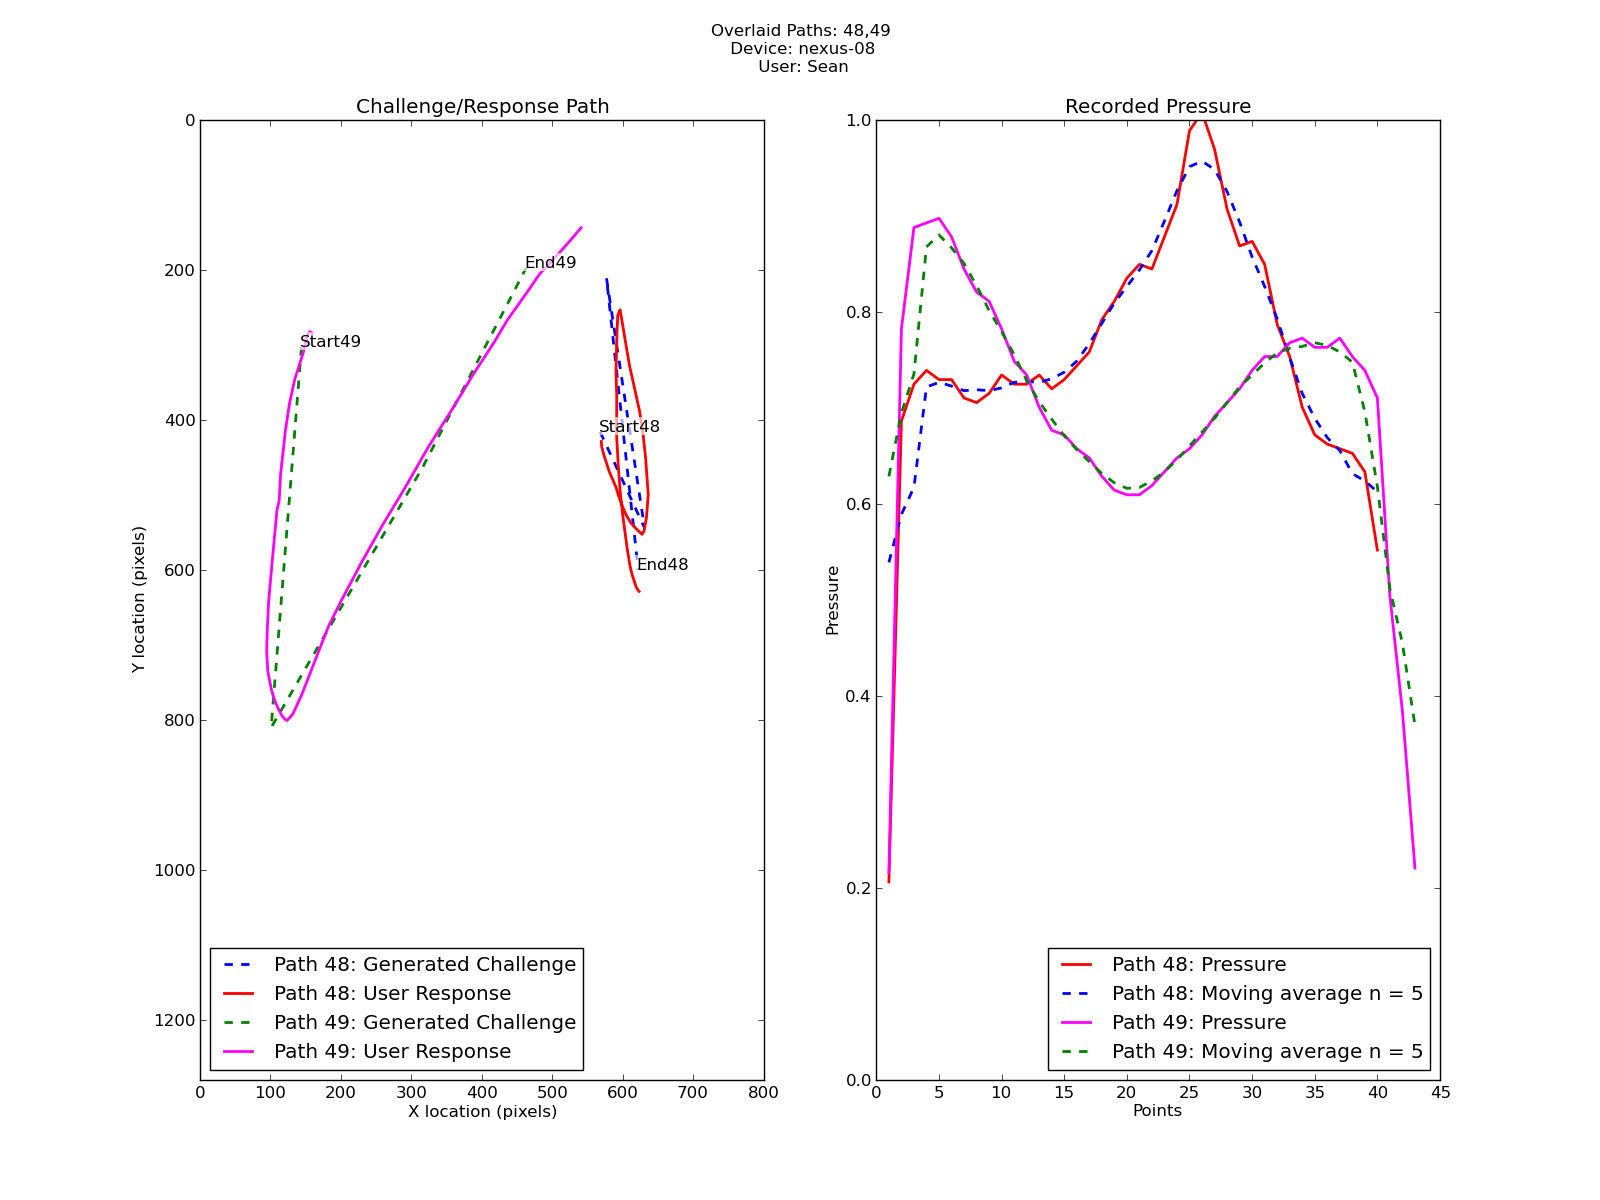 Overlaid Paths: 48,49
Device: nexus-08
User: Sean
Challenge/Response Path
0
200
400
600
800
1000
1200
Y location (pixels)
Start49
End49
Start48
End48
Path 48: Generated Challenge
Path 48: User Response
Path 49: Generated Challenge
Path 49: User Response
0 100 200 300 400 500 600 700 800
X location (pixels)
Recorded Pressure
1.0
0.8
0.6
0.4
0.2
0.0
Pressure
Path 48: Pressure
Path 48: Moving average n = 5
Path 49: Pressure
Path 49: Moving average n = 5
0 5 10 15 20 25 30 35 40 45
Points